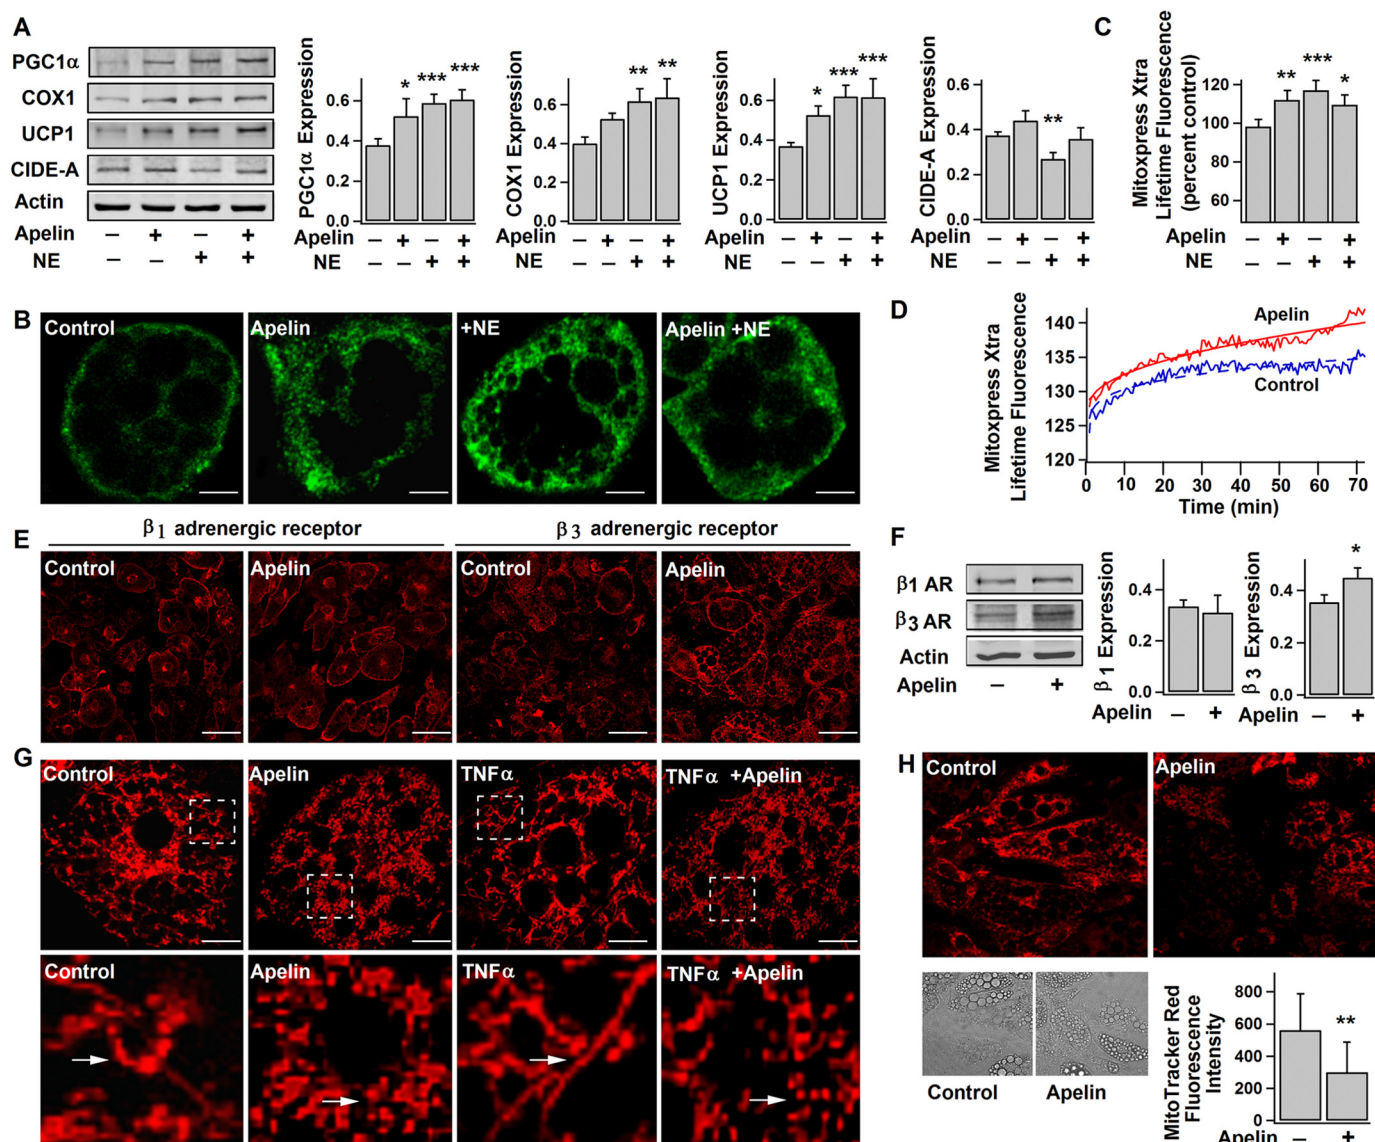 A
PGC1α
COX1
UCP1
CIDE-A
Actin
Apelin – + – +
NE – – + +
PGC1α Expression
0.6
0.4
0.2
0.0
* *** ***
Apelin – + – +
NE – – + +
COX1 Expression
0.6
0.4
0.2
0.0
** **
– + – +
– – + +
UCP1 Expression
0.6
0.4
0.2
0.0
* *** ***
Apelin – + – +
NE – – + +
CIDE-A Expression
0.6
0.4
0.2
0.0
**
Apelin – + – +
NE – – + +
C
Mitoxpress Xtra
Lifetime Fluorescence
(percent control)
120
100
80
60
** *** *
Apelin – + – +
NE – – + +
B
Control
Apelin
+NE
Apelin +NE
D
Mitoxpress Xtra
Lifetime Fluorescence
140
135
130
125
120
Apelin
Control
0 10 20 30 40 50 60 70
Time (min)
β1 adrenergic receptor
β3 adrenergic receptor
E
Control
Apelin
Control
Apelin
F
β1 AR
β3 AR
Actin
Apelin – +
β1 Expression
0.4
0.2
0.0
Apelin – +
β3 Expression
0.4
0.2
0.0
*
Apelin – +
G
Control
Apelin
TNFα
TNFα +Apelin
Control
Apelin
TNFα
TNFα +Apelin
H
Control
Apelin
Control
Apelin
MitoTracker Red
Fluorescence
Intensity
800
600
400
200
0
**
Apelin – +